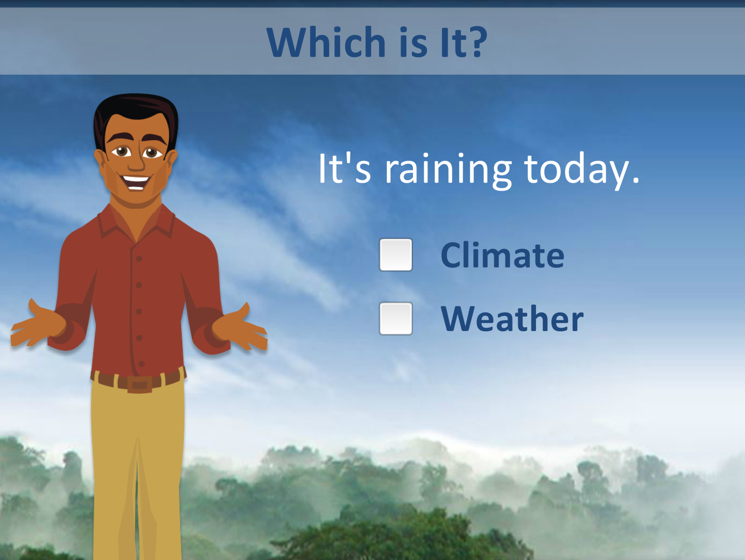 Which is It?
It's raining today.
Climate
Weather